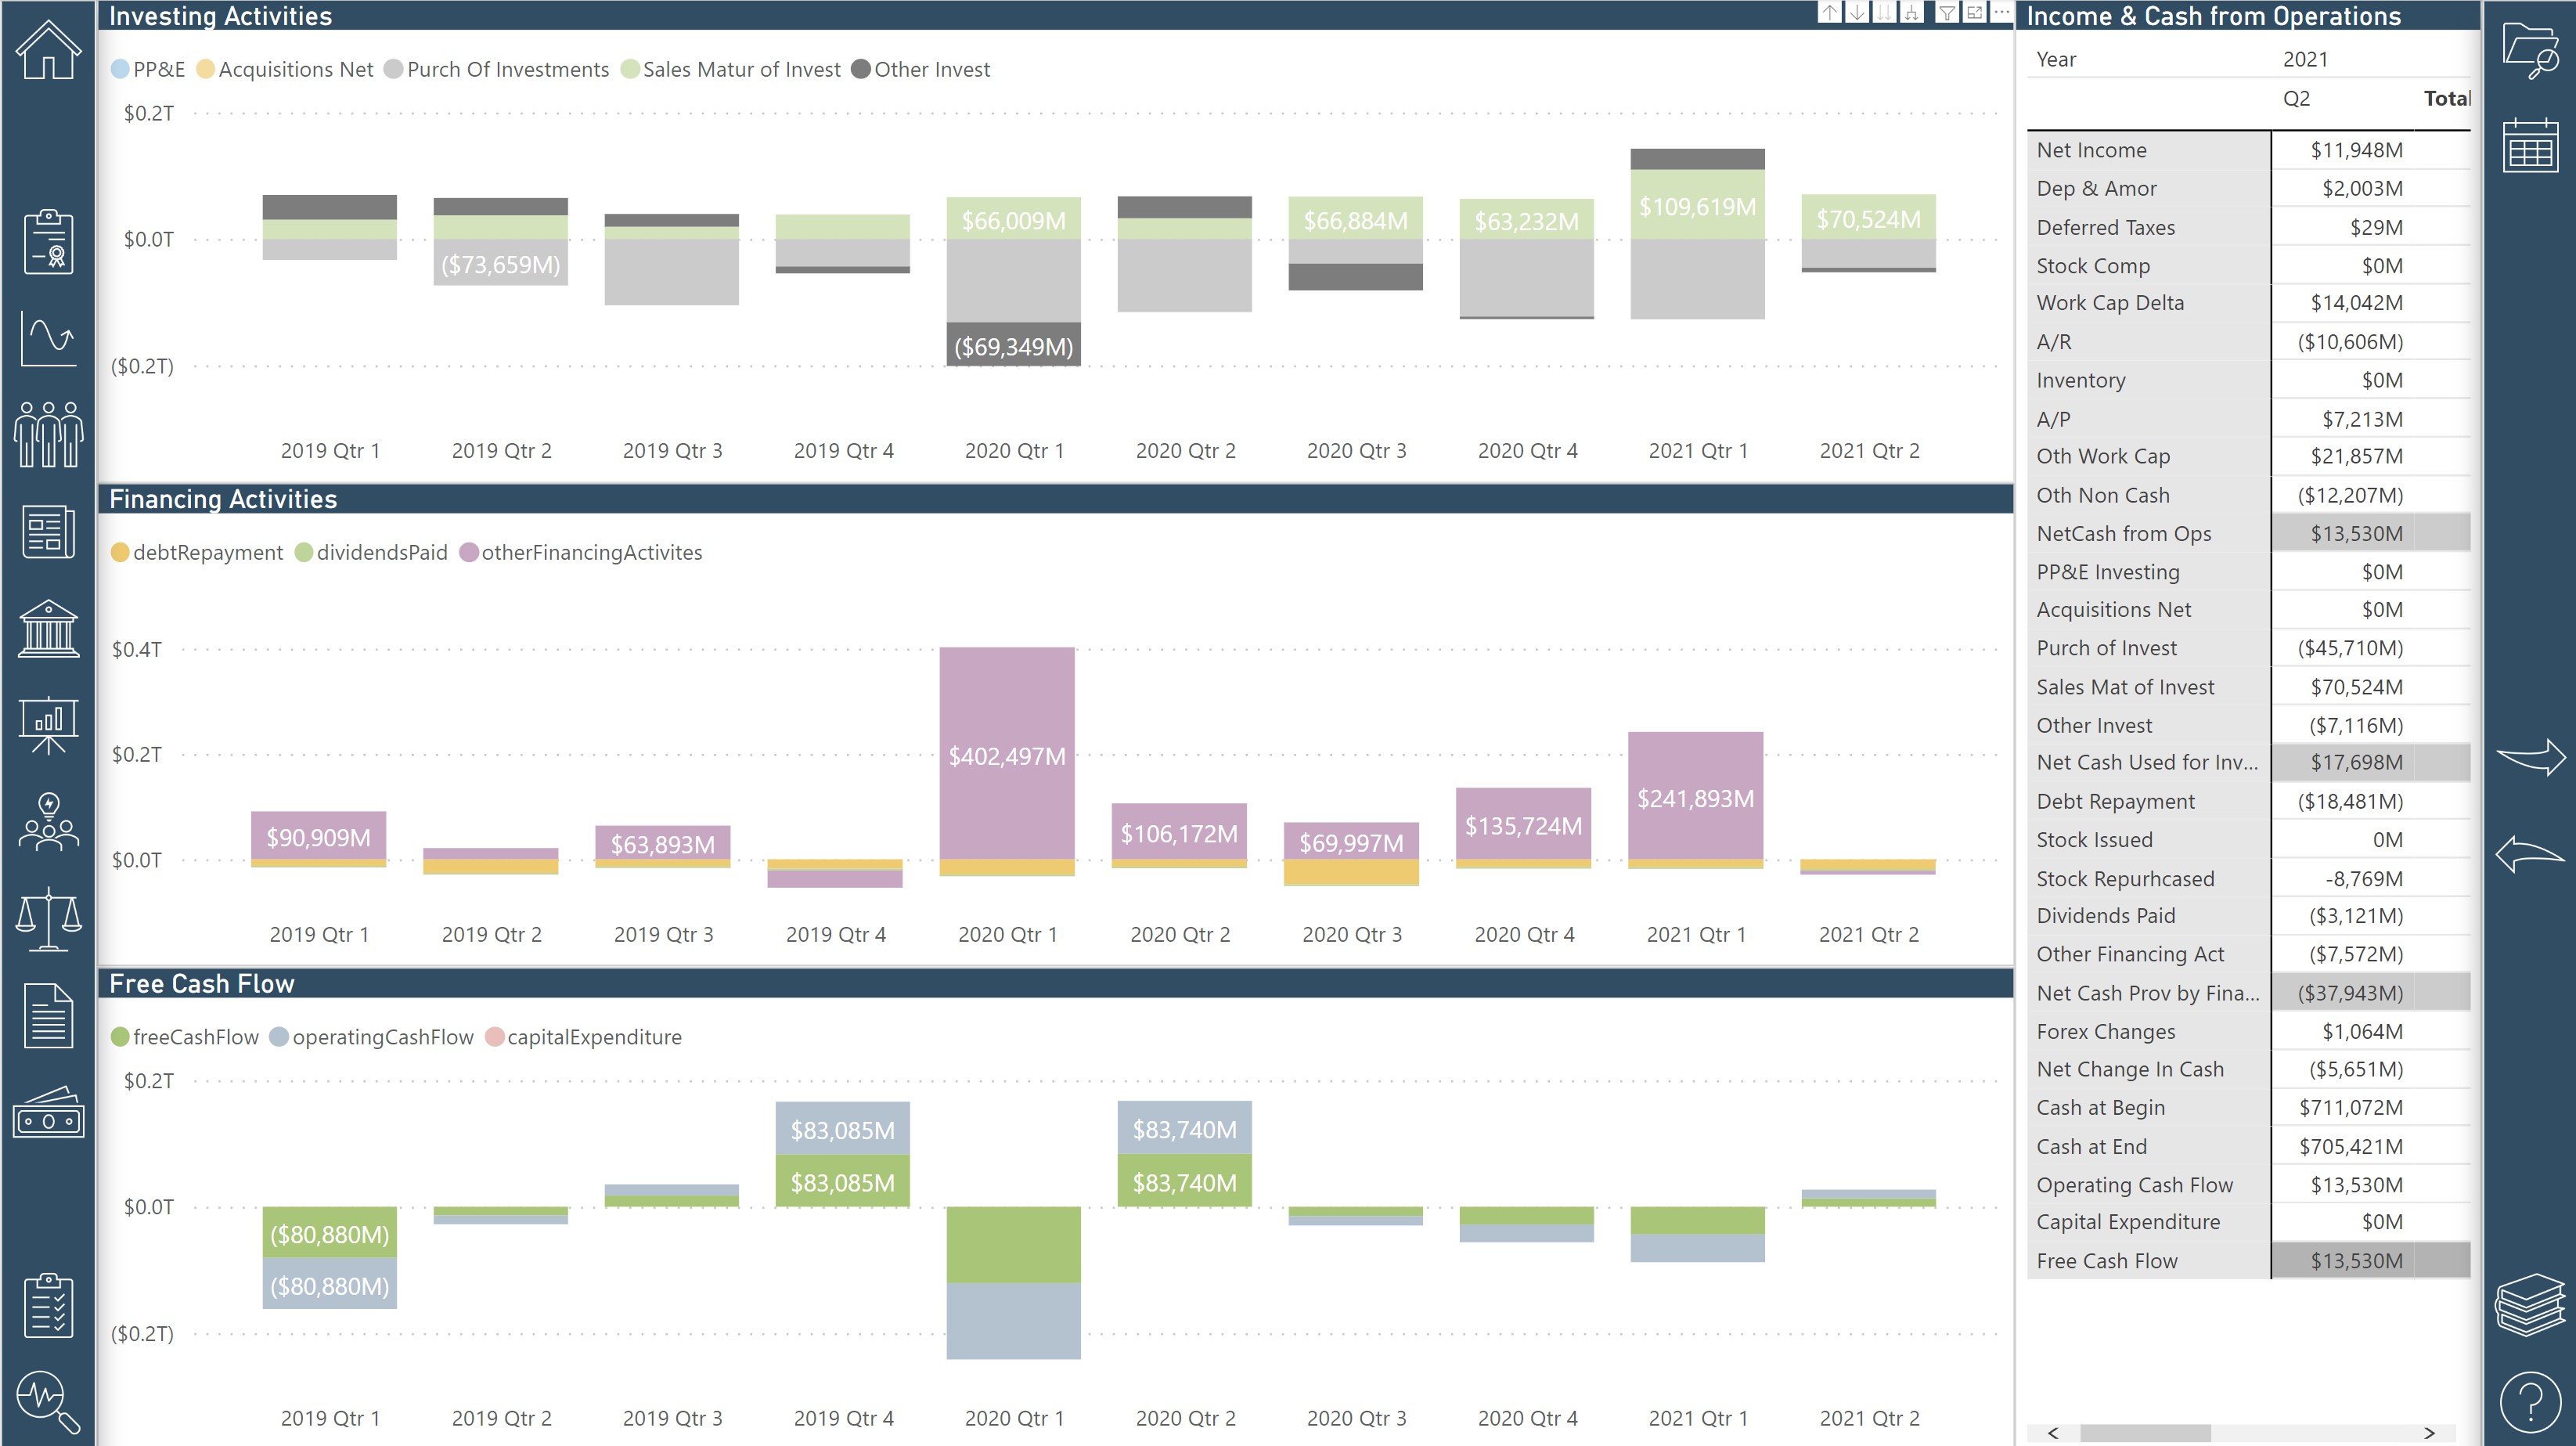 Investing Activities
PP&E Acquisitions Net Purch Of Investments Sales Matur of Invest Other Invest
$0.2T
$0.0T
($0.2T)
($73,659M)
$66,009M
($69,349M)
$66,884M
$63,232M
$109,619M
$70,524M
2019 Qtr 1 2019 Qtr 2 2019 Qtr 3 2019 Qtr 4 2020 Qtr 1 2020 Qtr 2 2020 Qtr 3 2020 Qtr 4 2021 Qtr 1 2021 Qtr 2
Financing Activities
debtRepayment dividendsPaid otherFinancingActivites
$0.4T
$0.2T
$0.0T
$90,909M
$63,893M
$402,497M
$106,172M
$69,997M
$135,724M
$241,893M
2019 Qtr 1 2019 Qtr 2 2019 Qtr 3 2019 Qtr 4 2020 Qtr 1 2020 Qtr 2 2020 Qtr 3 2020 Qtr 4 2021 Qtr 1 2021 Qtr 2
Free Cash Flow
freeCashFlow operatingCashFlow capitalExpenditure
$0.2T
$0.0T
($0.2T)
($80,880M)
($80,880M)
$83,085M
$83,085M
$83,740M
$83,740M
2019 Qtr 1 2019 Qtr 2 2019 Qtr 3 2019 Qtr 4 2020 Qtr 1 2020 Qtr 2 2020 Qtr 3 2020 Qtr 4 2021 Qtr 1 2021 Qtr 2
Income & Cash from Operations
Year 2021
Q2 Total
Net Income $11,948M
Dep & Amor $2,003M
Deferred Taxes $29M
Stock Comp $0M
Work Cap Delta $14,042M
A/R ($10,606M)
Inventory $0M
A/P $7,213M
Oth Work Cap $21,857M
Oth Non Cash ($12,207M)
NetCash from Ops $13,530M
PP&E Investing $0M
Acquisitions Net $0M
Purch of Invest ($45,710M)
Sales Mat of Invest $70,524M
Other Invest ($7,116M)
Net Cash Used for Inv... $17,698M
Debt Repayment ($18,481M)
Stock Issued 0M
Stock Repurhcased -8,769M
Dividends Paid ($3,121M)
Other Financing Act ($7,572M)
Net Cash Prov by Fina... ($37,943M)
Forex Changes $1,064M
Net Change In Cash ($5,651M)
Cash at Begin $711,072M
Cash at End $705,421M
Operating Cash Flow $13,530M
Capital Expenditure $0M
Free Cash Flow $13,530M